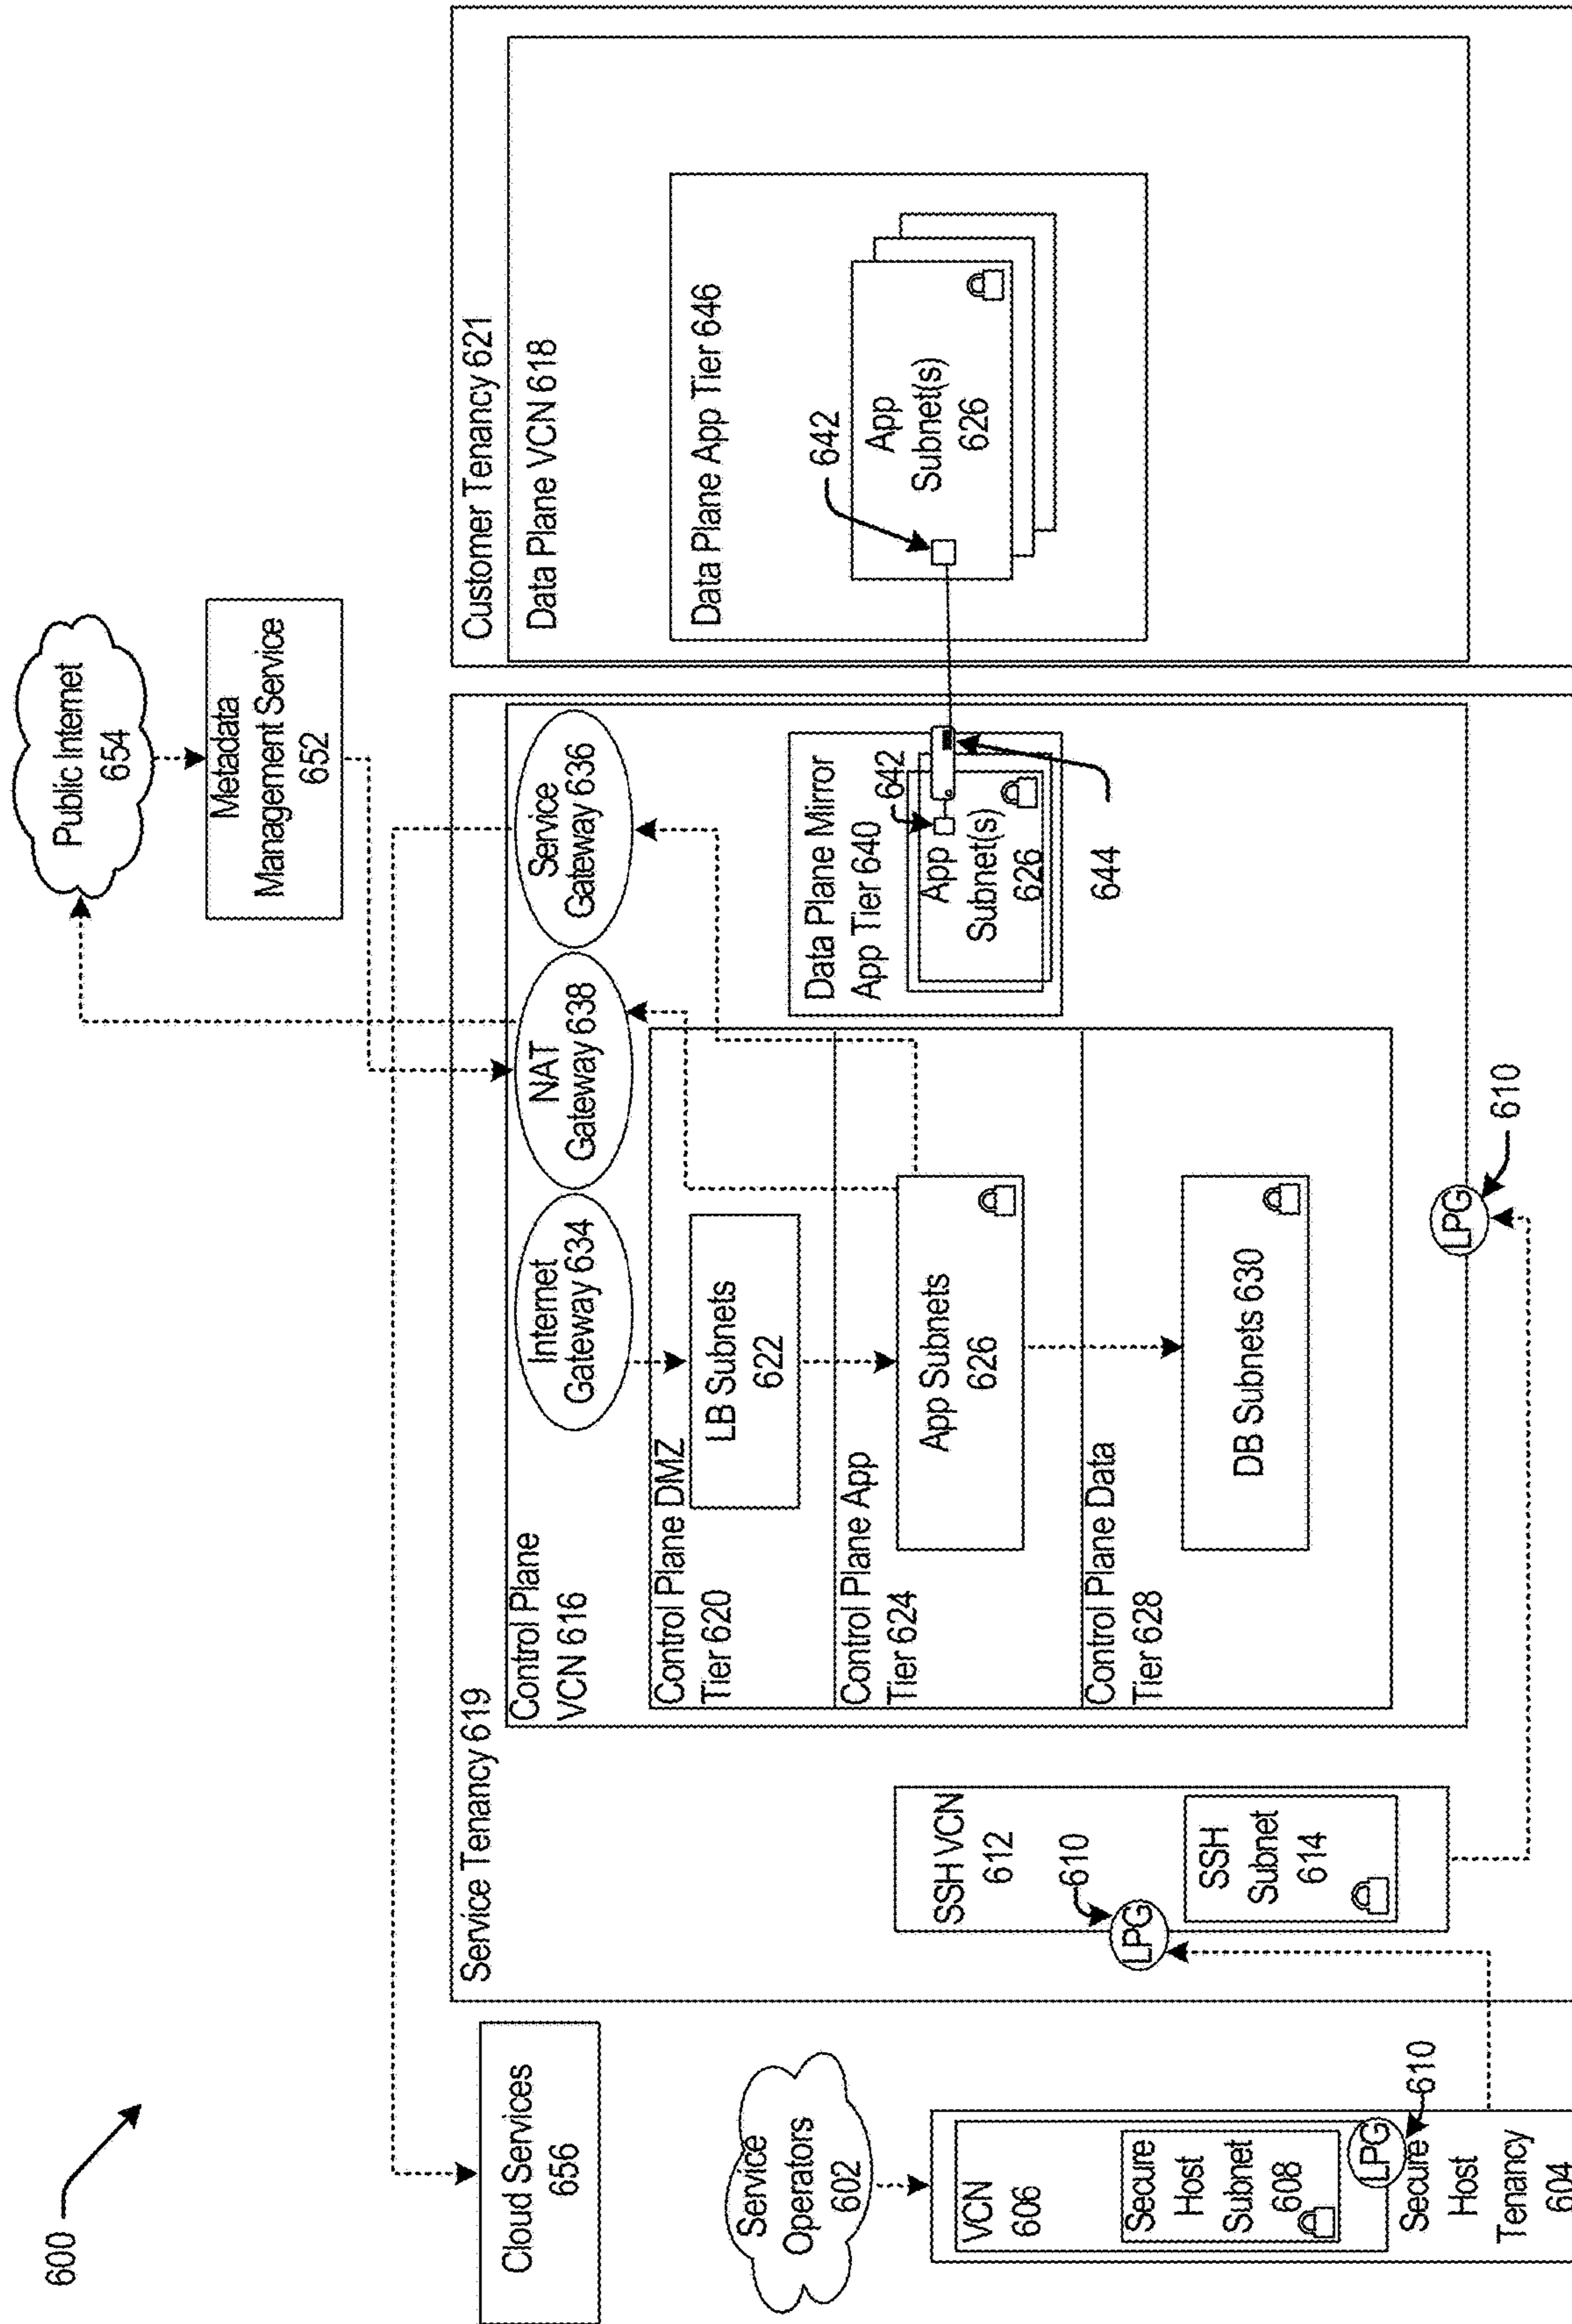 600
Public Internet
654
Metadata
Management Service
652
Cloud Services
656
Service
Operators
602
VCN
606
Secure
Host
Subnet
608
LPG
610
Secure
Host
Tenancy
604
Service Tenancy 619
SSH VCN
612
610
LPG
SSH
Subnet
614
Control Plane
VCN 616
Internet
Gateway 634
NAT
Gateway 638
Service
Gateway 636
Control Plane DMZ
Tier 620
LB Subnets
622
Control Plane App
Tier 624
App Subnets
626
Control Plane Data
Tier 628
DB Subnets 630
LPG
610
Data Plane Mirror
App Tier 640
642
App
Subnet(s)
626
644
Customer Tenancy 621
Data Plane VCN 618
Data Plane App Tier 646
642
App
Subnet(s)
626